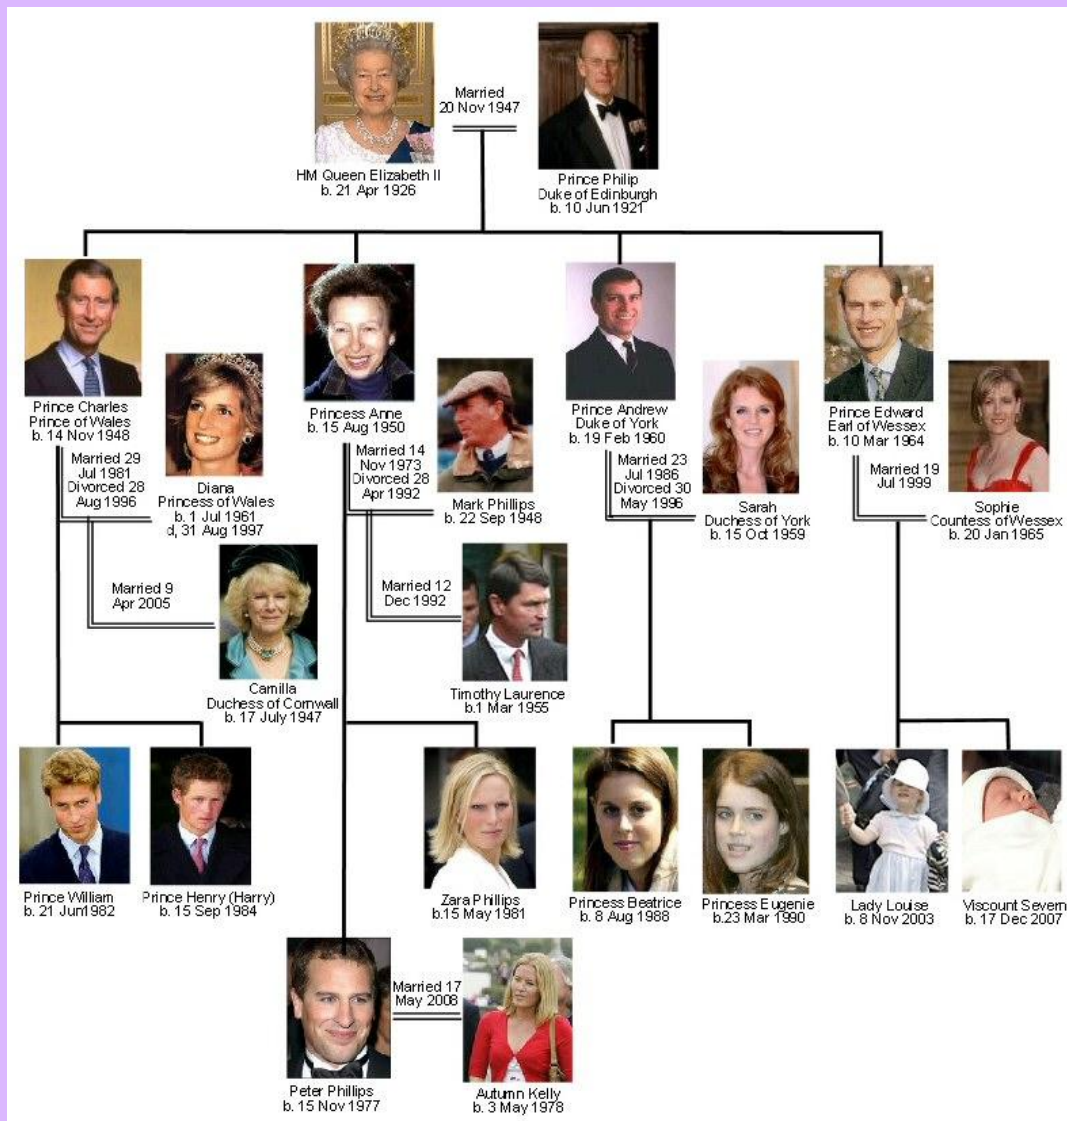 Married
20 Nov 1947
HM Queen Elizabeth II
b. 21 Apr 1926
Prince Philip
Duke of Edinburgh
b. 10 Jun 1921
Prince Charles
Prince of Wales
b. 14 Nov 1948
Princess Anne
b. 15 Aug 1950
Prince Andrew
Duke of York
b. 19 Feb 1960
Prince Edward
Earl of Wessex
b. 10 Mar 1964
Married 29
Jul 1981
Divorced 28
Aug 1996
Diana
Princess of Wales
b. 1 Jul 1961
d, 31 Aug 1997
Married 14
Nov 1973
Divorced 28
Apr 1992
Mark Phillips
b. 22 Sep 1948
Married 23
Jul 1986
Divorced 30
May 1996
Sarah
Duchess of York
b. 15 Oct 1959
Married 19
Jul 1999
Sophie
Countess of Wessex
b. 20 Jan 1965
Married 9
Apr 2005
Camilla
Duchess of Cornwall
b. 17 July 1947
Married 12
Dec 1992
Timothy Laurence
b.1 Mar 1955
Prince William
b. 21 Jun1982
Prince Henry (Harry)
b. 15 Sep 1984
Zara Phillips
b.15 May 1981
Princess Beatrice
b. 8 Aug 1988
Princess Eugenie
b.23 Mar 1990
Lady Louise
b. 8 Nov 2003
Viscount Severn
b. 17 Dec 2007
Married 17
May 2008
Peter Phillips
b. 15 Nov 1977
Autumn Kelly
b. 3 May 1978